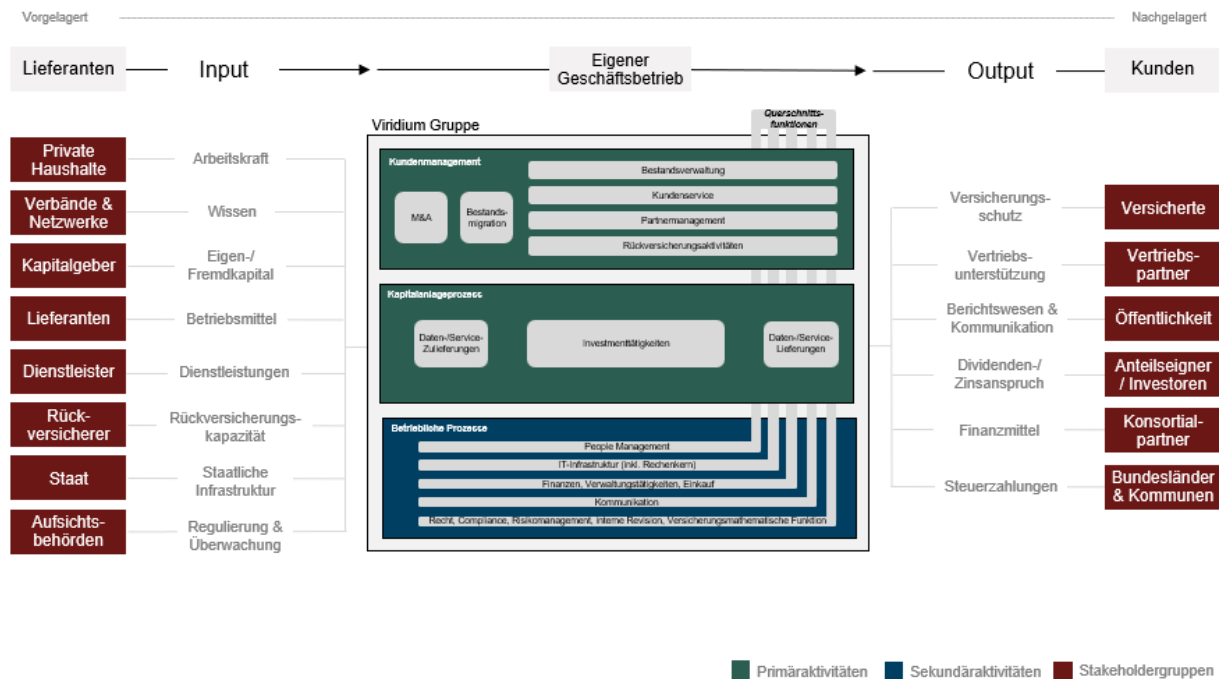 Vorgelagert
Nachgelagert
Lieferanten
Input
Eigener
Geschäftsbetrieb
Output
Kunden
Viridium Gruppe
Querschnitts-
funktionen
Private
Haushalte
Arbeitskraft
Verbände &
Netzwerke
Wissen
Kapitalgeber
Eigen-/
Fremdkapital
Lieferanten
Betriebsmittel
Dienstleister
Dienstleistungen
Rück-
versicherer
Rückversicherungs-
kapazität
Staat
Staatliche
Infrastruktur
Aufsichts-
behörden
Regulierung &
Überwachung
Kundenmanagement
M&A
Bestands-
migration
Bestandsverwaltung
Kundenservice
Partnermanagement
Rückversicherungsaktivitäten
Kapitalanlageprozess
Daten-/Service-
Zulieferungen
Investmenttätigkeiten
Daten-/Service-
Lieferungen
Betriebliche Prozesse
People Management
IT-Infrastruktur (inkl. Rechenkern)
Finanzen, Verwaltungstätigkeiten, Einkauf
Kommunikation
Recht, Compliance, Risikomanagement, Interne Revision, Versicherungsmathematische Funktion
Versicherungs-
schutz
Versicherte
Vertriebs-
unterstützung
Vertriebs-
partner
Berichtswesen &
Kommunikation
Öffentlichkeit
Dividenden-/
Zinsanspruch
Anteilseigner
/ Investoren
Finanzmittel
Konsortial-
partner
Steuerzahlungen
Bundesländer
& Kommunen
Primäraktivitäten
Sekundäraktivitäten
Stakeholdergruppen